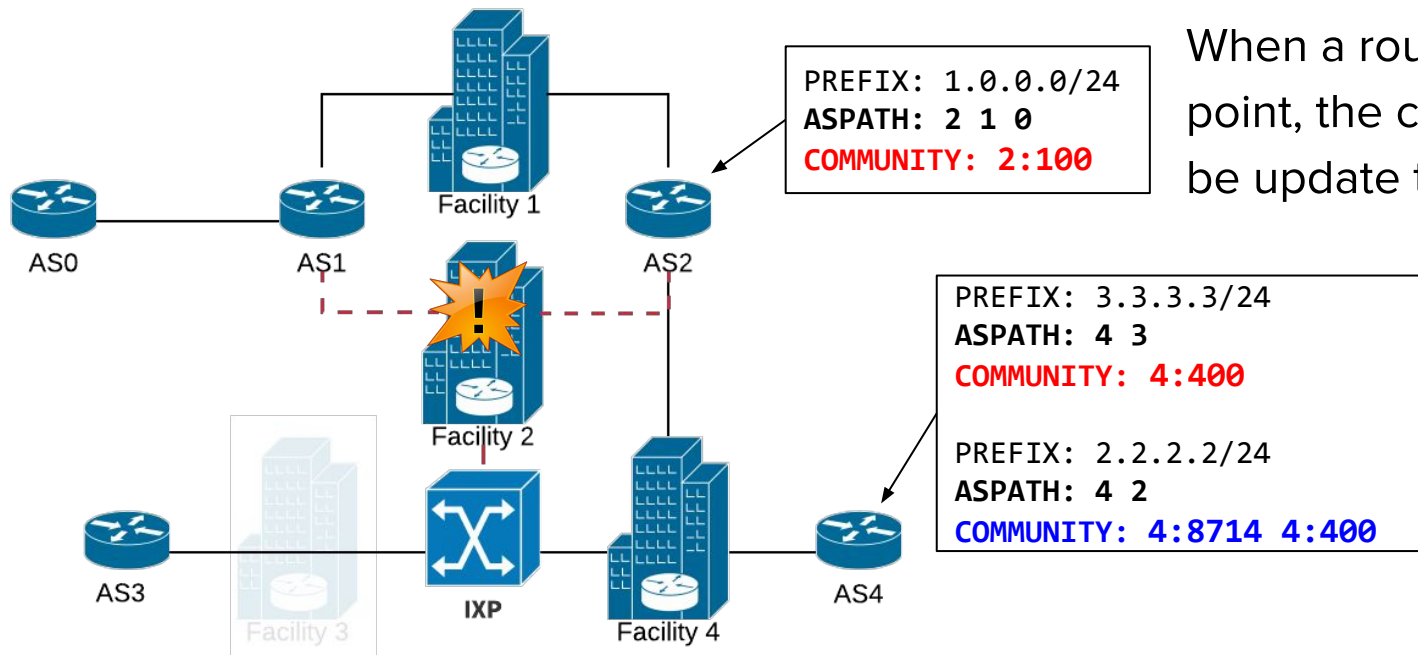 When a rou
point, the c
be update
PREFIX: 1.0.0.0/24
ASPATH: 2 1 0
COMMUNITY: 2:100
Facility 1
AS0
AS1
AS2
!
PREFIX: 3.3.3.3/24
ASPATH: 4 3
COMMUNITY: 4:400
PREFIX: 2.2.2.2/24
ASPATH: 4 2
COMMUNITY: 4:8714 4:400
Facility 2
AS3
Facility 3
IXP
Facility 4
AS4